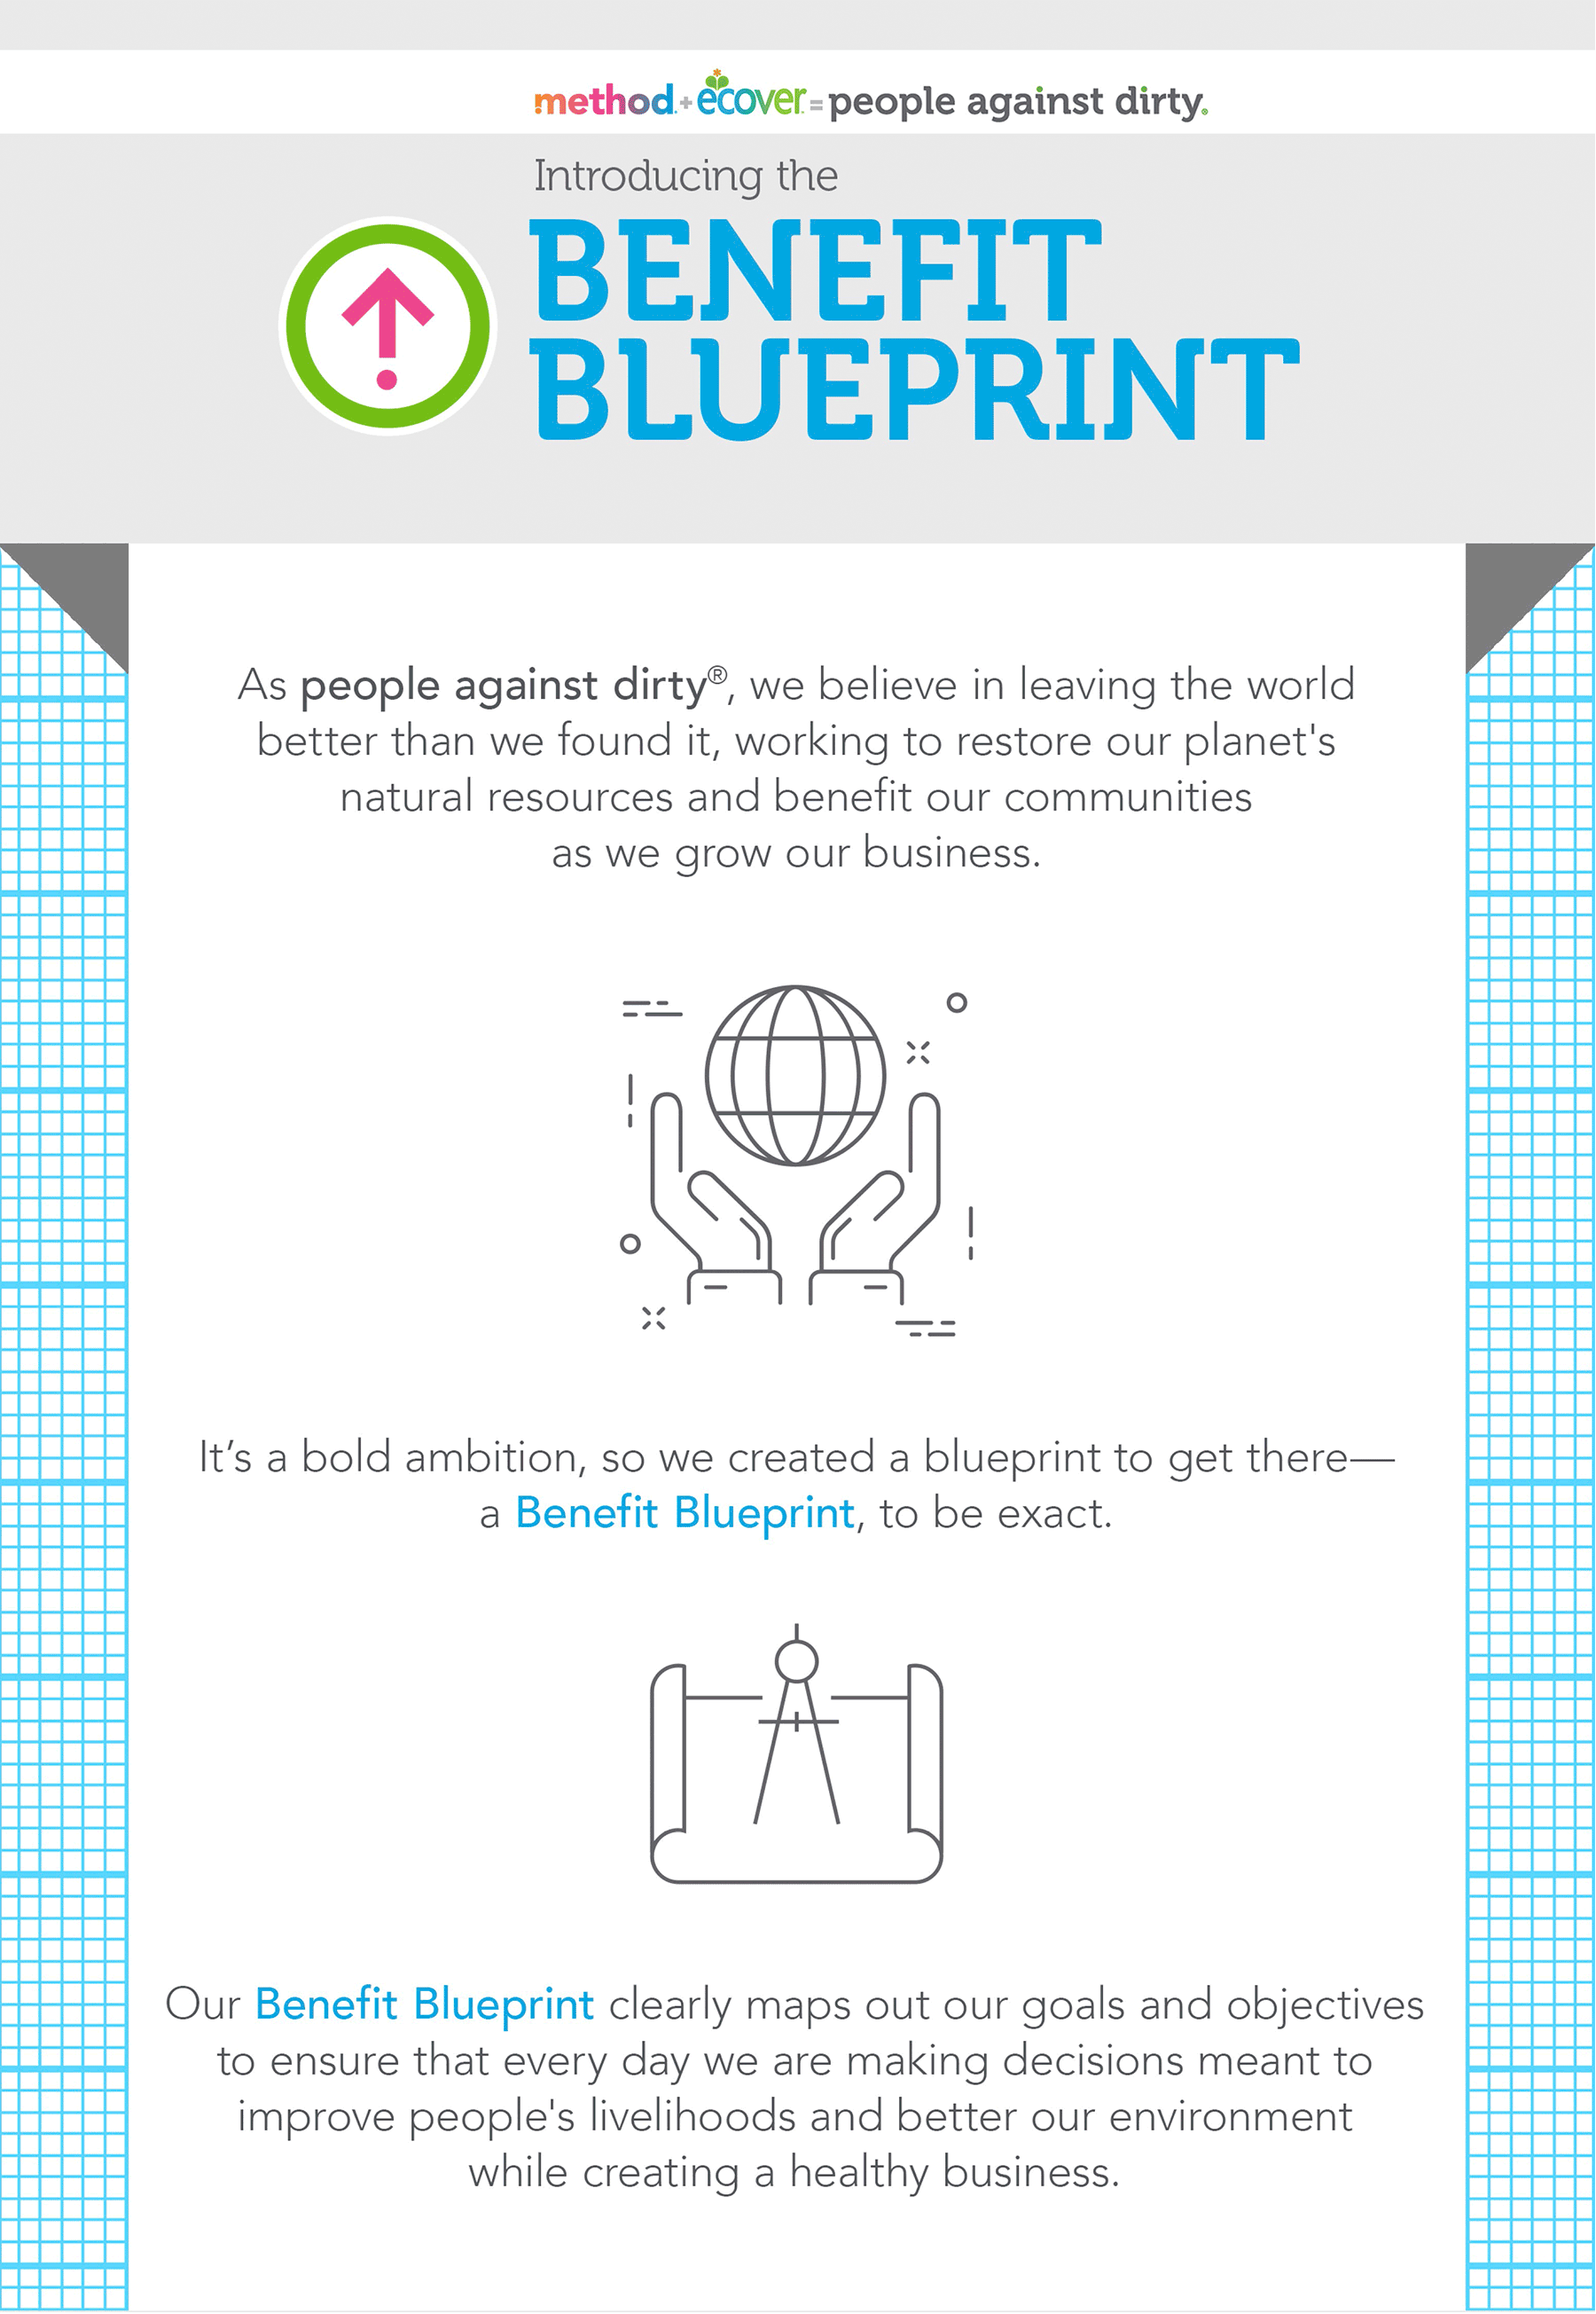 method. + ecover = people against dirty.
Introducing the
BENEFIT
BLUEPRINT
As people against dirty®, we believe in leaving the world
better than we found it, working to restore our planet's
natural resources and benefit our communities
as we grow our business.
It’s a bold ambition, so we created a blueprint to get there—
a Benefit Blueprint, to be exact.
Our Benefit Blueprint clearly maps out our goals and objectives
to ensure that every day we are making decisions meant to
improve people's livelihoods and better our environment
while creating a healthy business.